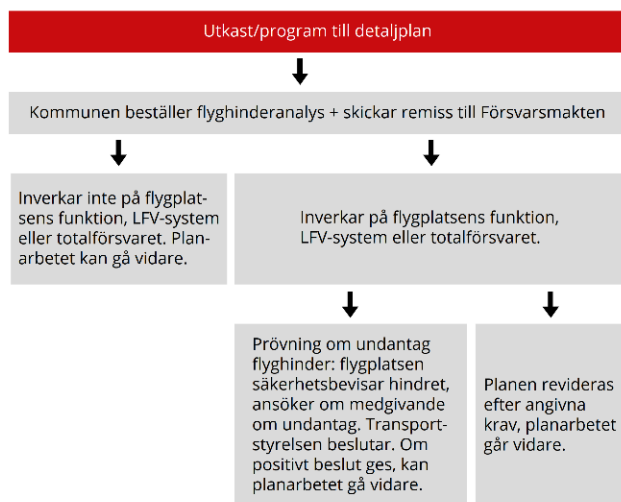 Utkast/program till detaljplan
Kommunen beställer flyghinderanalys + skickar remiss till Försvarsmakten
Inverkar inte på flygplat-
sens funktion, LFV-system
eller totalförsvaret. Plan-
arbetet kan gå vidare.
Inverkar på flygplatsens funktion,
LFV-system eller totalförsvaret.
Prövning om undantag
flyghinder: flygplatsen
säkerhetsbevisar hindret,
ansöker om medgivande
om undantag. Transport-
styrelsen beslutar. Om
positivt beslut ges, kan
planarbetet gå vidare.
Planen revideras
efter angivna
krav, planarbetet
går vidare.